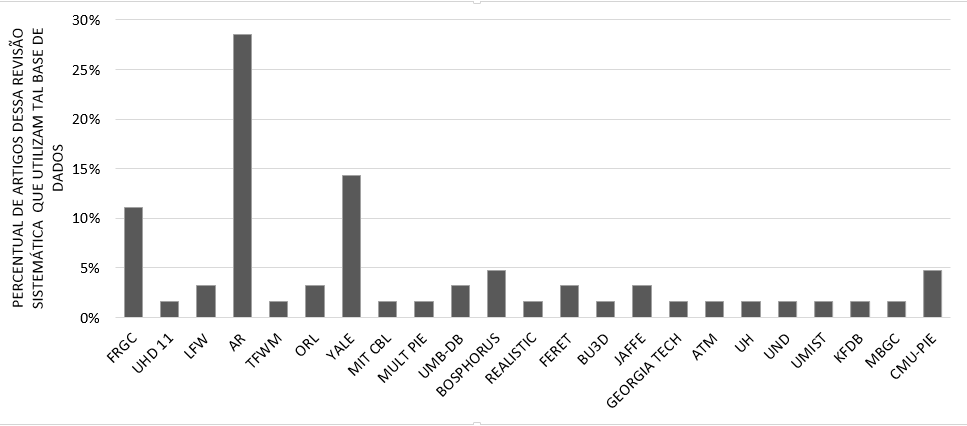 PERCENTUAL DE ARTIGOS DESSA REVISÃO
SISTEMÁTICA QUE UTILIZAM TAL BASE DE
DADOS
30%
25%
20%
15%
10%
5%
0%
FRGC
UHD 11
LFW
AR
TFWM
ORL
YALE
MIT CBL
MULT PIE
UMB-DB
BOSPHORUS
REALISTIC
FERET
BU3D
JAFFE
GEORGIA TECH
ATM
UH
UND
UMIST
KFDB
MBGC
CMU-PIE